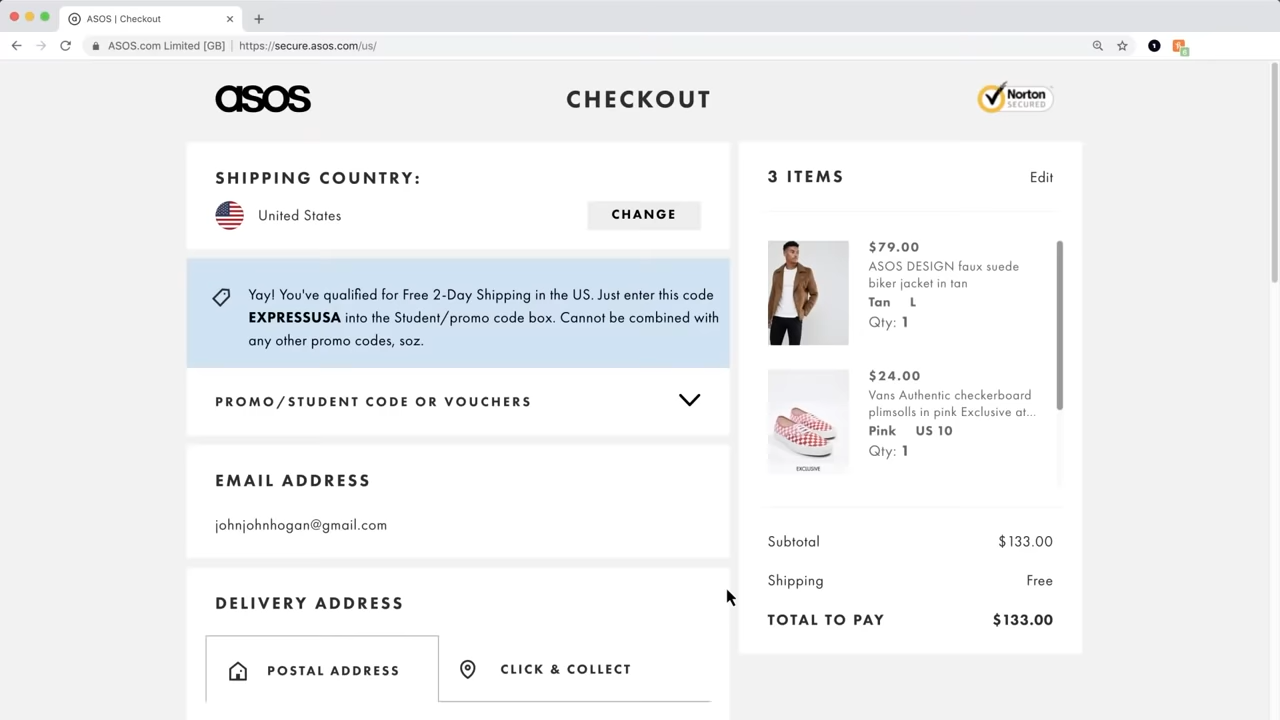 ASOS | Checkout
ASOS.com Limited [GB] | https://secure.asos.com/us/
asos
CHECKOUT
Norton
SECURED
SHIPPING COUNTRY:
United States
CHANGE
Yay! You've qualified for Free 2-Day Shipping in the US. Just enter this code
EXPRESSUSA into the Student/promo code box. Cannot be combined with
any other promo codes, soz.
PROMO/STUDENT CODE OR VOUCHERS
EMAIL ADDRESS
johnjohnhogan@gmail.com
DELIVERY ADDRESS
POSTAL ADDRESS
CLICK & COLLECT
3 ITEMS
Edit
$79.00
ASOS DESIGN faux suede
biker jacket in tan
Tan L
Qty: 1
$24.00
Vans Authentic checkerboard
plimsolls in pink Exclusive at...
Pink US 10
Qty: 1
EXCLUSIVE
Subtotal $133.00
Shipping Free
TOTAL TO PAY $133.00